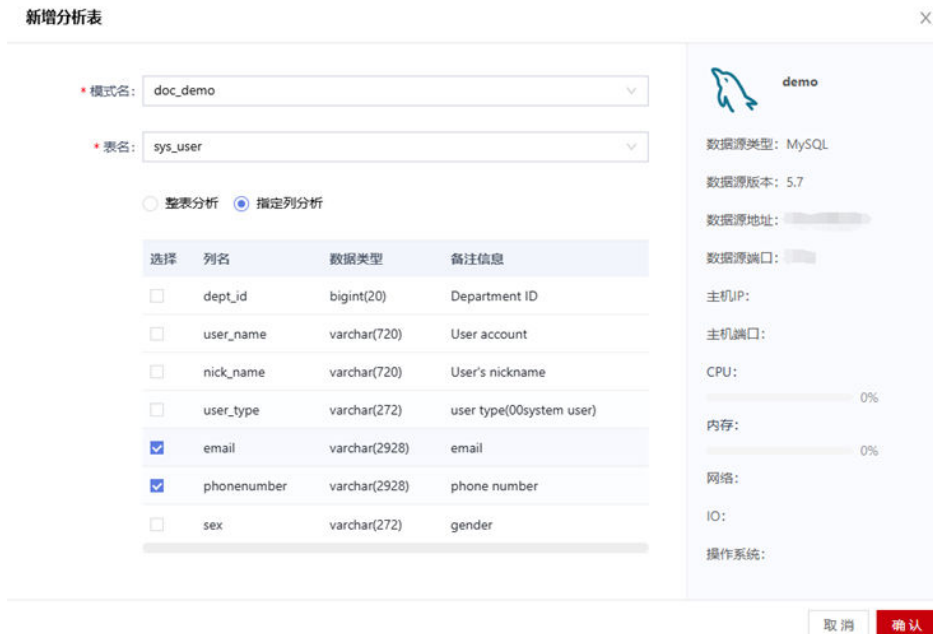 新增分析表
* 模式名： doc_demo
* 表名： sys_user
整表分析 指定列分析
选择 列名 数据类型 备注信息
dept_id bigint(20) Department ID
user_name varchar(720) User account
nick_name varchar(720) User's nickname
user_type varchar(272) user type(00system user)
email varchar(2928) email
phonenumber varchar(2928) phone number
sex varchar(272) gender
demo
数据源类型： MySQL
数据源版本： 5.7
数据源地址：
数据源端口：
主机IP：
主机端口：
CPU：
0%
内存：
0%
网络：
IO：
操作系统：
取消 确认